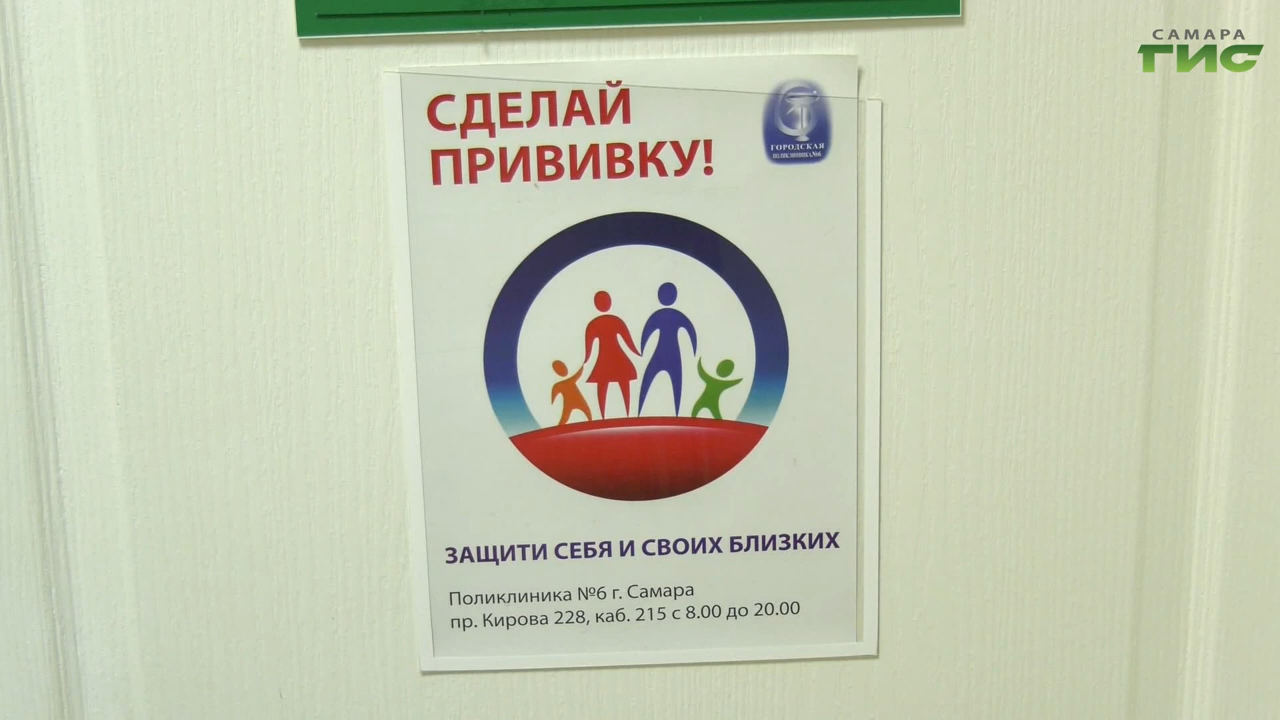 САМАРА
ГИС
СДЕЛАЙ
ПРИВИВКУ!
ГОРОДСКАЯ
ПОЛИКЛИНИКА №6
ЗАЩИТИ СЕБЯ И СВОИХ БЛИЗКИХ
Поликлиника №6 г. Самара
пр. Кирова 228, каб. 215 с 8.00 до 20.00